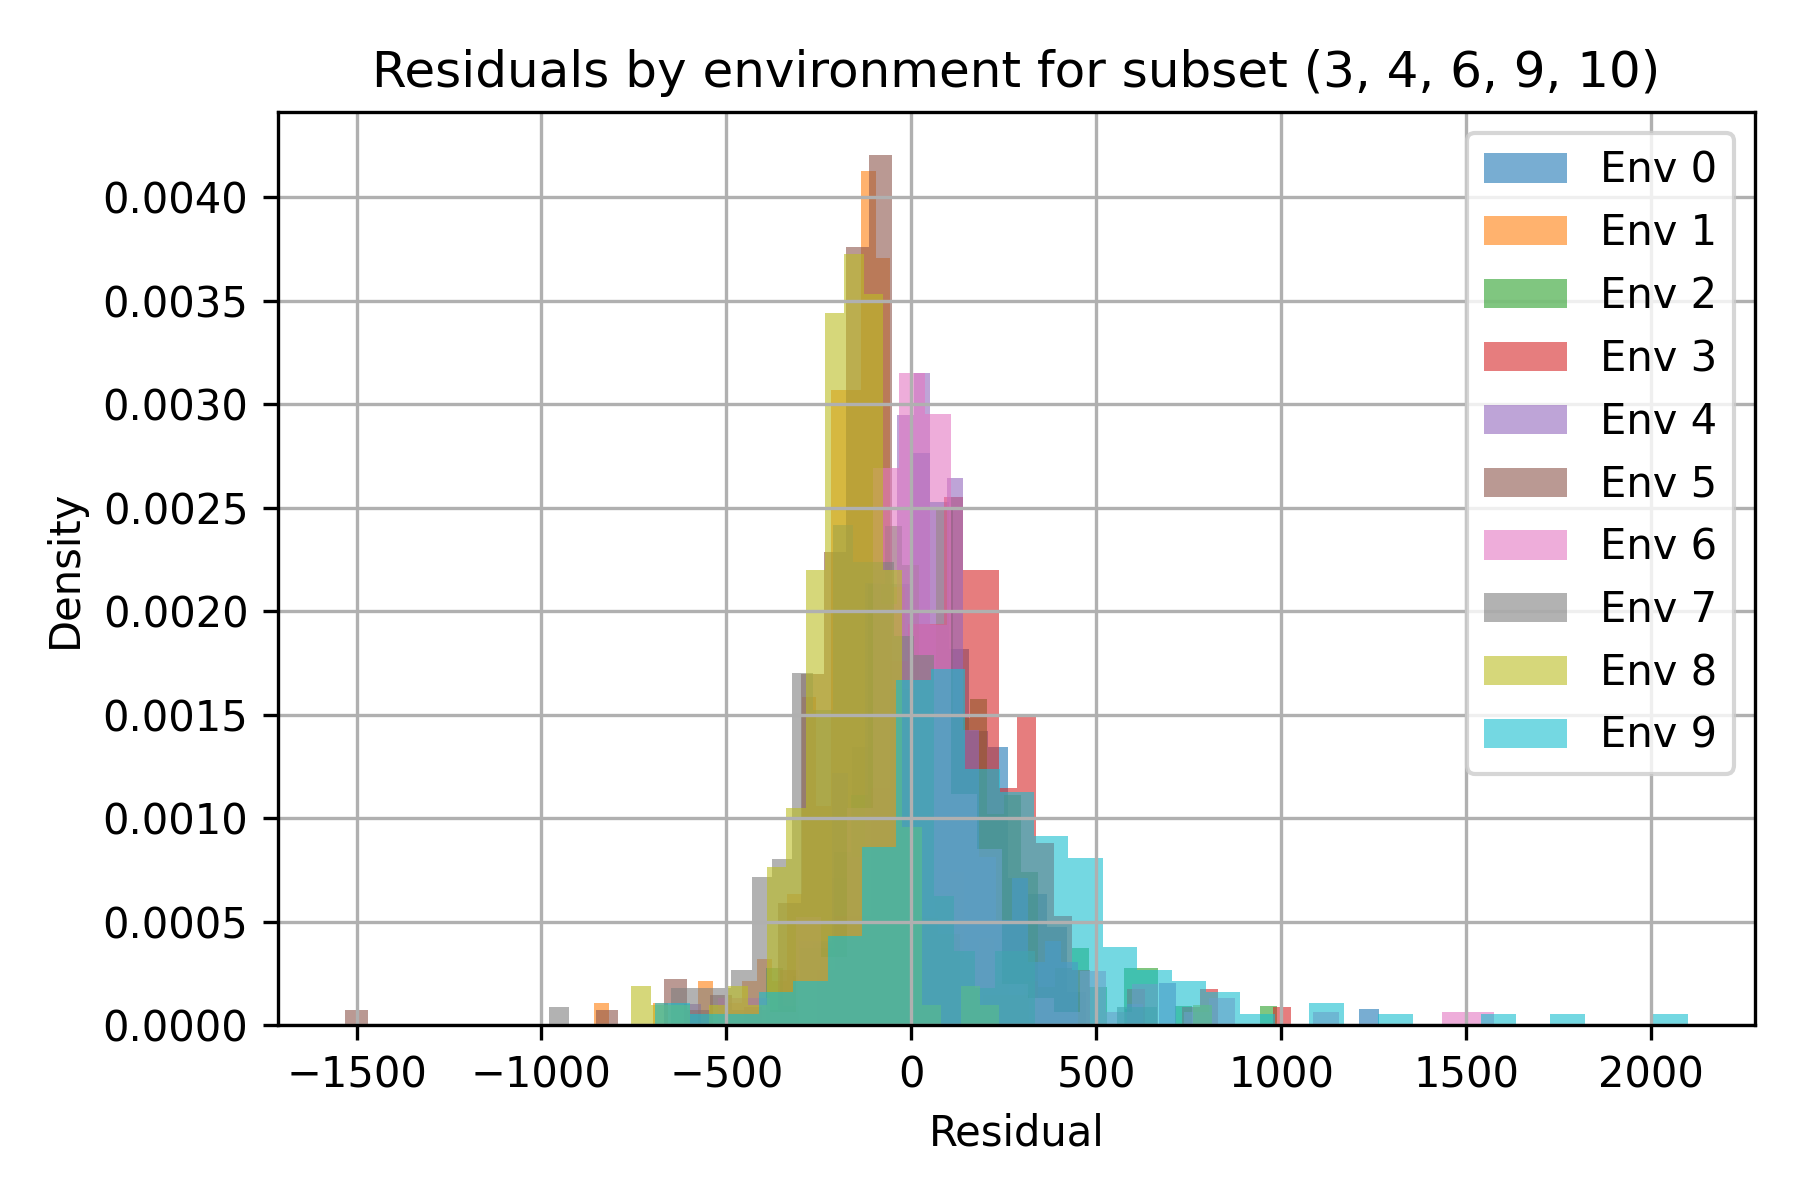 Residuals by environment for subset (3, 4, 6, 9, 10)
Density
0.0040
0.0035
0.0030
0.0025
0.0020
0.0015
0.0010
0.0005
0.0000
−1500 −1000 −500 0 500 1000 1500 2000
Residual
Env 0
Env 1
Env 2
Env 3
Env 4
Env 5
Env 6
Env 7
Env 8
Env 9